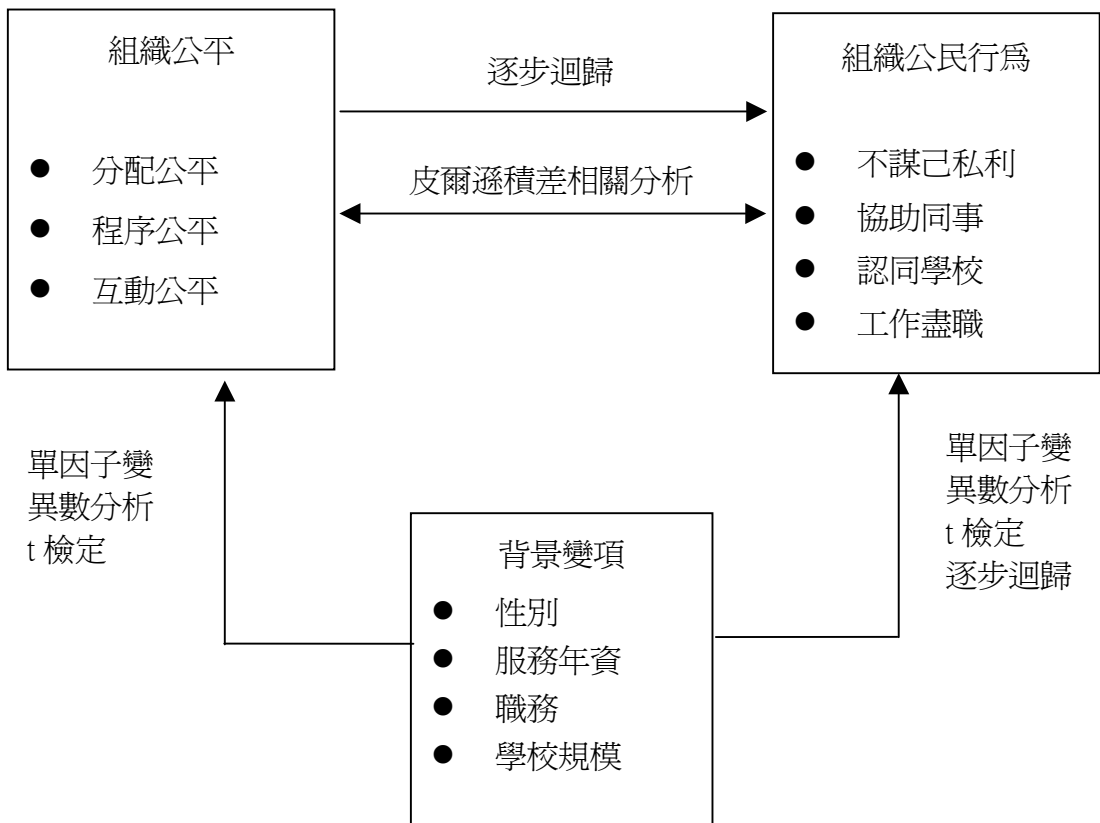 組織公平
● 分配公平
● 程序公平
● 互動公平
逐步迴歸
皮爾遜積差相關分析
組織公民行為
● 不謀己私利
● 協助同事
● 認同學校
● 工作盡職
單因子變
異數分析
t 檢定
背景變項
● 性別
● 服務年資
● 職務
● 學校規模
單因子變
異數分析
t 檢定
逐步迴歸